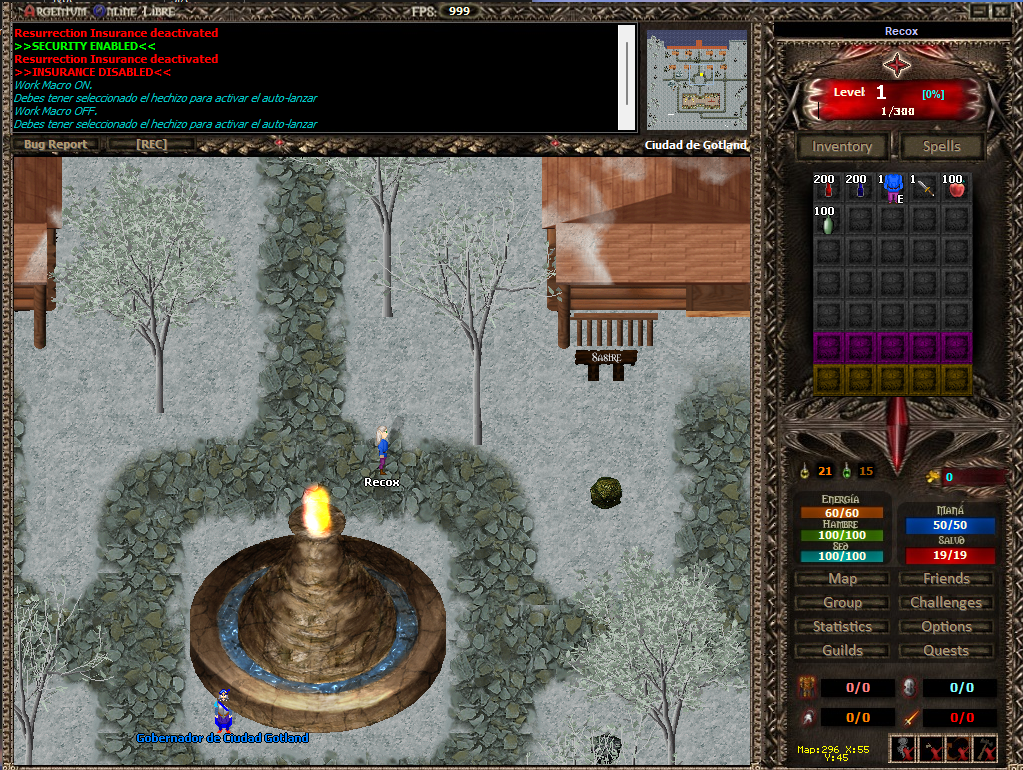 Argentum Online Libre
FPS: 999
Resurrection Insurance deactivated
>>SECURITY ENABLED<<
Resurrection Insurance deactivated
>>INSURANCE DISABLED<<
Work Macro ON.
Debes tener seleccionado el hechizo para activar el auto-lanzar
Work Macro OFF.
Debes tener seleccionado el hechizo para activar el auto-lanzar
Bug Report
[REC]
Ciudad de Gotland,
Recox
Level: 1 [0%]
1/300
Inventory
Spells
200 200 1 E 1 100
100
SASTRE
Recox
Gobernador de Ciudad Gotland
21 15
0
Energía
60/60
Hambre
100/100
Sed
100/100
Maná
50/50
Salud
19/19
Map
Friends
Group
Challenges
Statistics
Options
Guilds
Quests
0/0 0/0
0/0 0/0
Map:296 X:55
Y:45